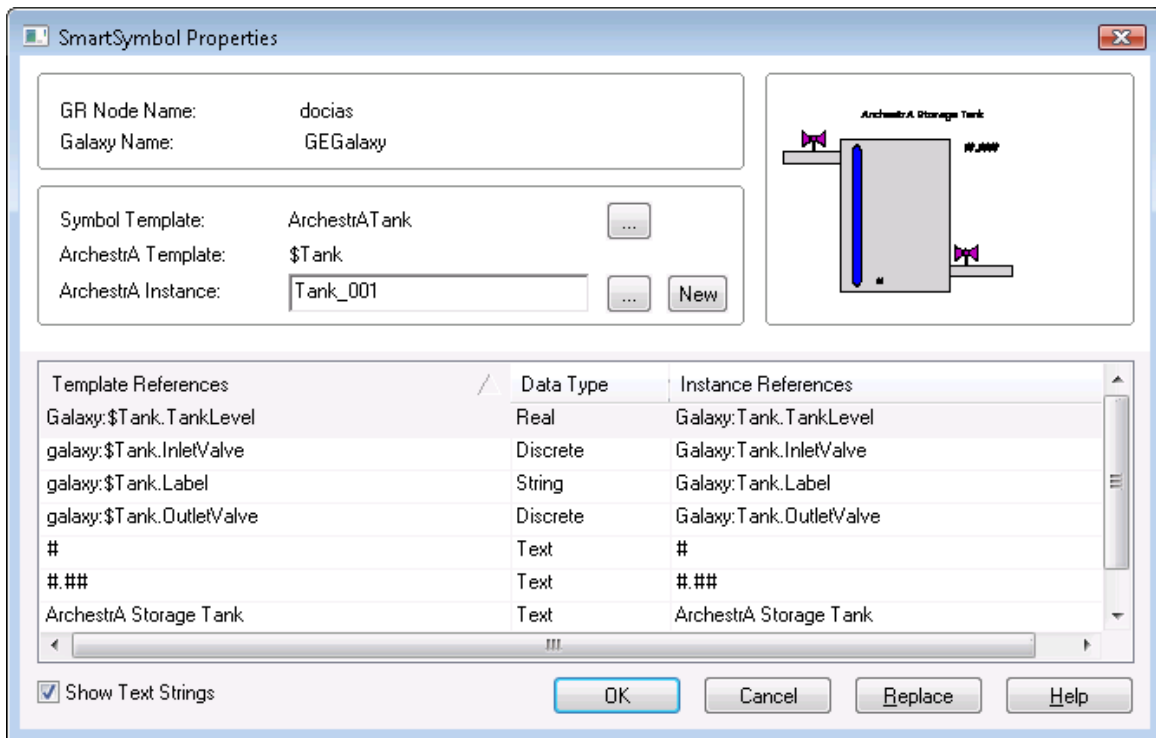 SmartSymbol Properties
GR Node Name: docias
Galaxy Name: GEGalaxy
ArchestrA Storage Tank
#.###
#
Symbol Template: ArchestrATank ...
ArchestrA Template: $Tank
ArchestrA Instance: Tank_001 ... New
Template References Data Type Instance References
Galaxy:$Tank.TankLevel Real Galaxy:Tank.TankLevel
galaxy:$Tank.InletValve Discrete Galaxy:Tank.InletValve
galaxy:$Tank.Label String Galaxy:Tank.Label
galaxy:$Tank.OutletValve Discrete Galaxy:Tank.OutletValve
# Text #
#.## Text #.##
ArchestrA Storage Tank Text ArchestrA Storage Tank
Show Text Strings OK Cancel Replace Help